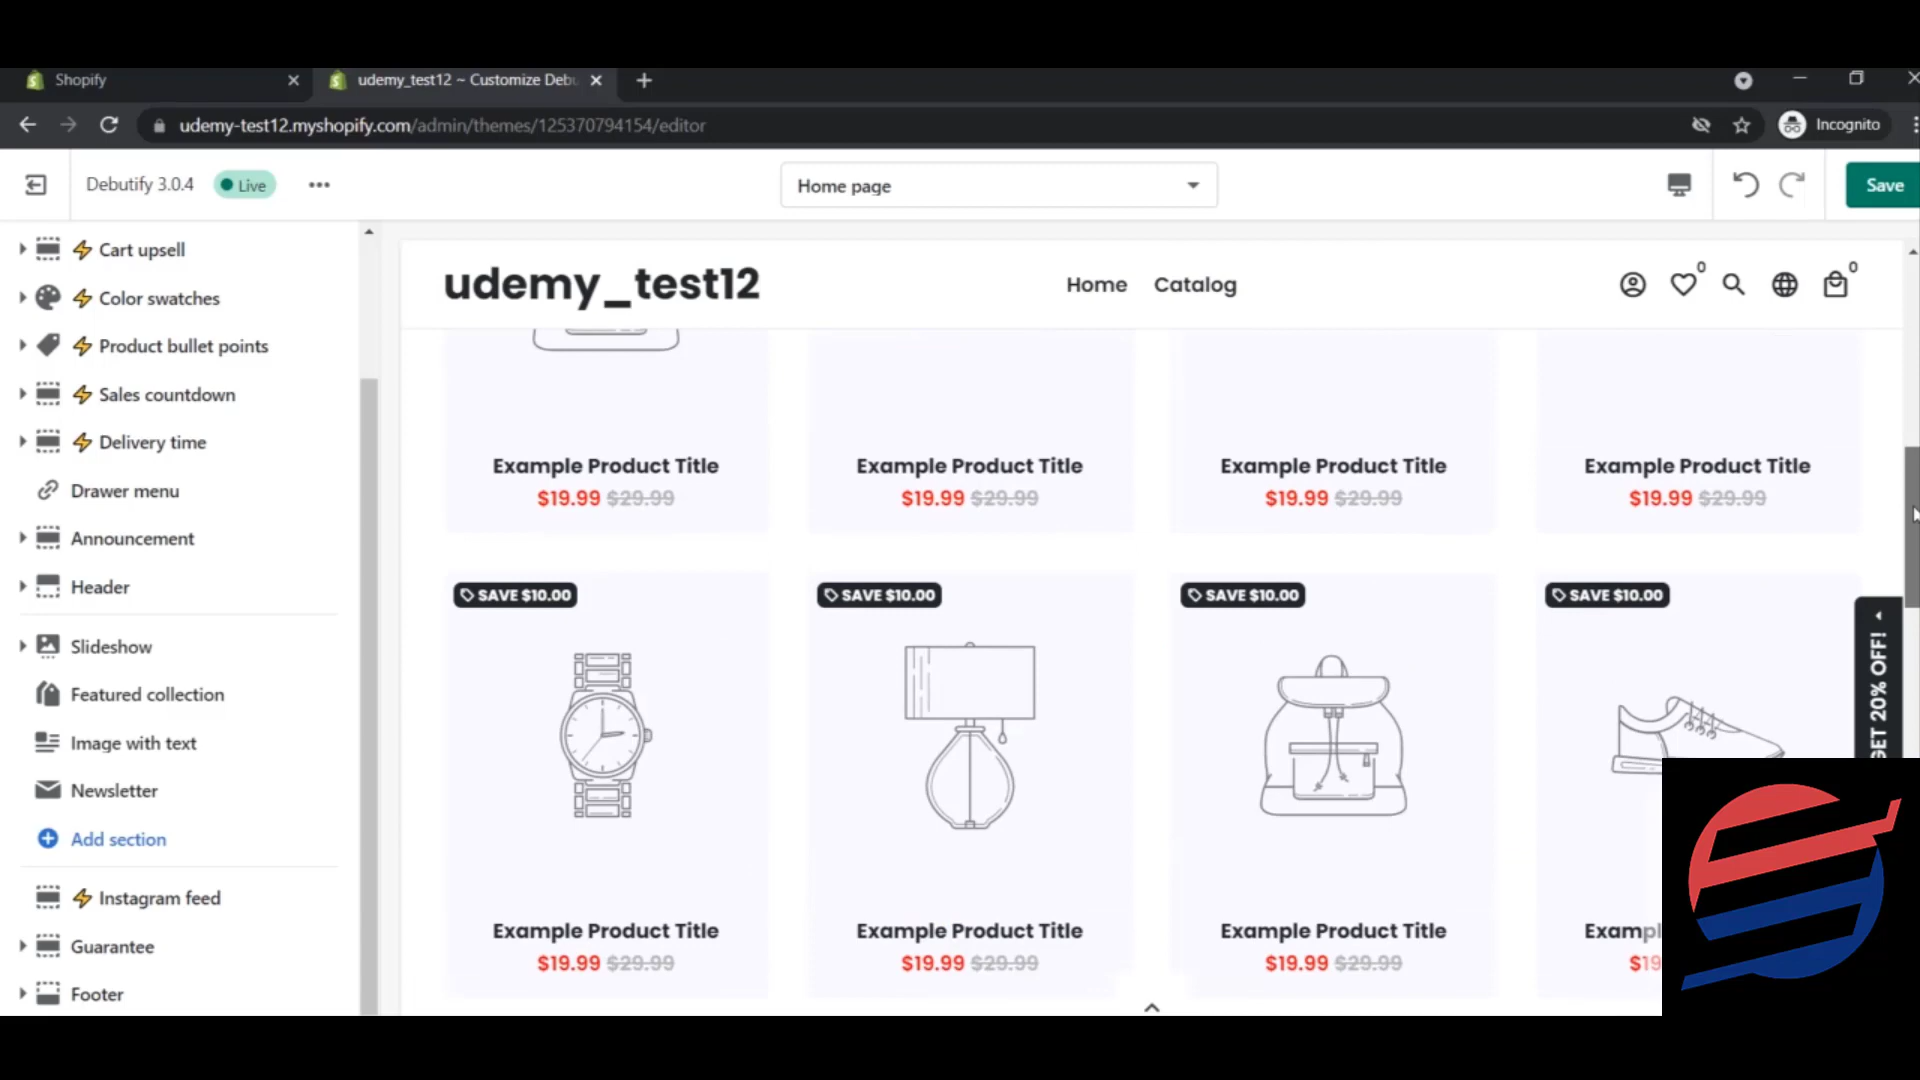 Shopify
udemy_test12 ~ Customize Deb
udemy-test12.myshopify.com/admin/themes/125370794154/editor
Incognito
Debutify 3.0.4
Live
Home page
Save
Cart upsell
Color swatches
Product bullet points
Sales countdown
Delivery time
Drawer menu
Announcement
Header
Slideshow
Featured collection
Image with text
Newsletter
Add section
Instagram feed
Guarantee
Footer
udemy_test12
Home Catalog
0
0
Example Product Title
$19.99 $29.99
Example Product Title
$19.99 $29.99
Example Product Title
$19.99 $29.99
Example Product Title
$19.99 $29.99
SAVE $10.00
SAVE $10.00
SAVE $10.00
SAVE $10.00
GET 20% OFF!
Example Product Title
$19.99 $29.99
Example Product Title
$19.99 $29.99
Example Product Title
$19.99 $29.99
Exampl
$19